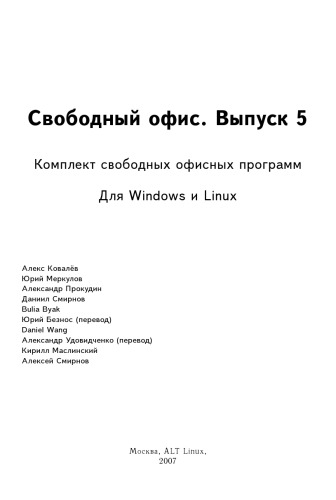 Свободный офис. Выпуск 5
Комплект свободных офисных программ
Для Windows и Linux
Алекс Ковалёв
Юрий Меркулов
Александр Прокудин
Даниил Смирнов
Bulia Byak
Юрий Безнос (перевод)
Daniel Wang
Александр Удовидченко (перевод)
Кирилл Маслинский
Алексей Смирнов
Москва, ALT Linux,
2007